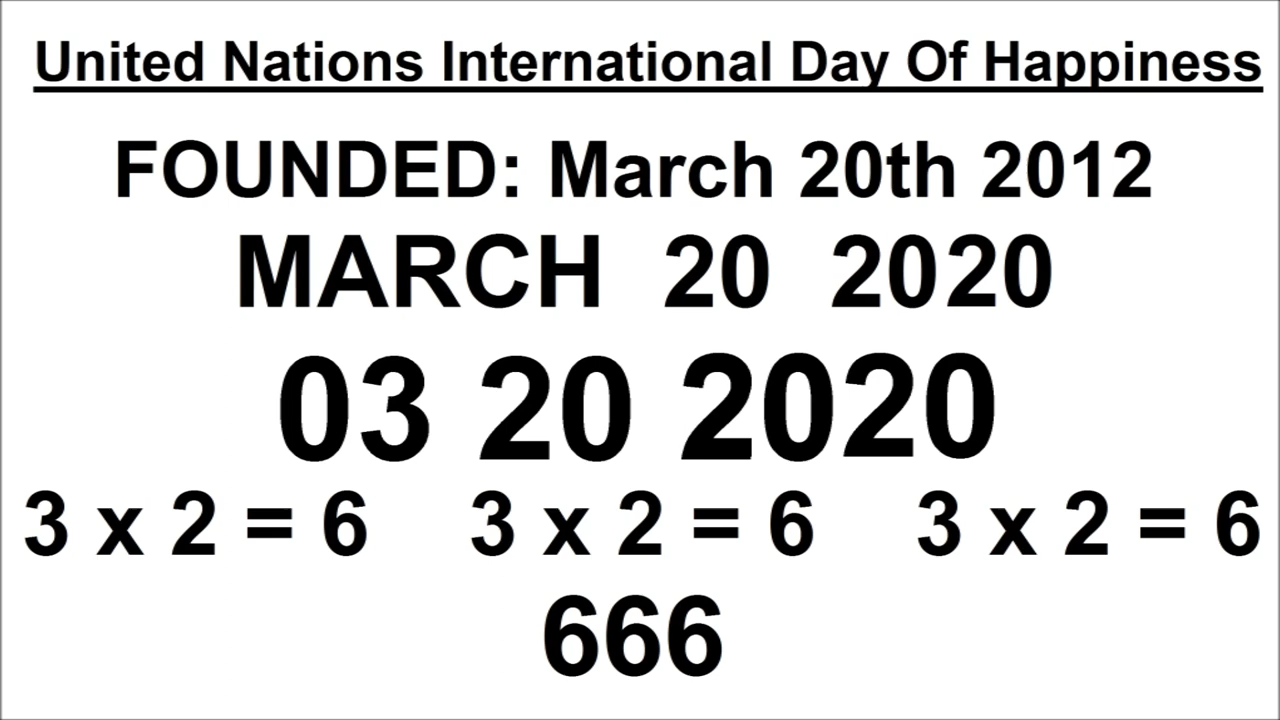 United Nations International Day Of Happiness
FOUNDED: March 20th 2012
MARCH 20 2020
03 20 2020
3 x 2 = 6 3 x 2 = 6 3 x 2 = 6
666